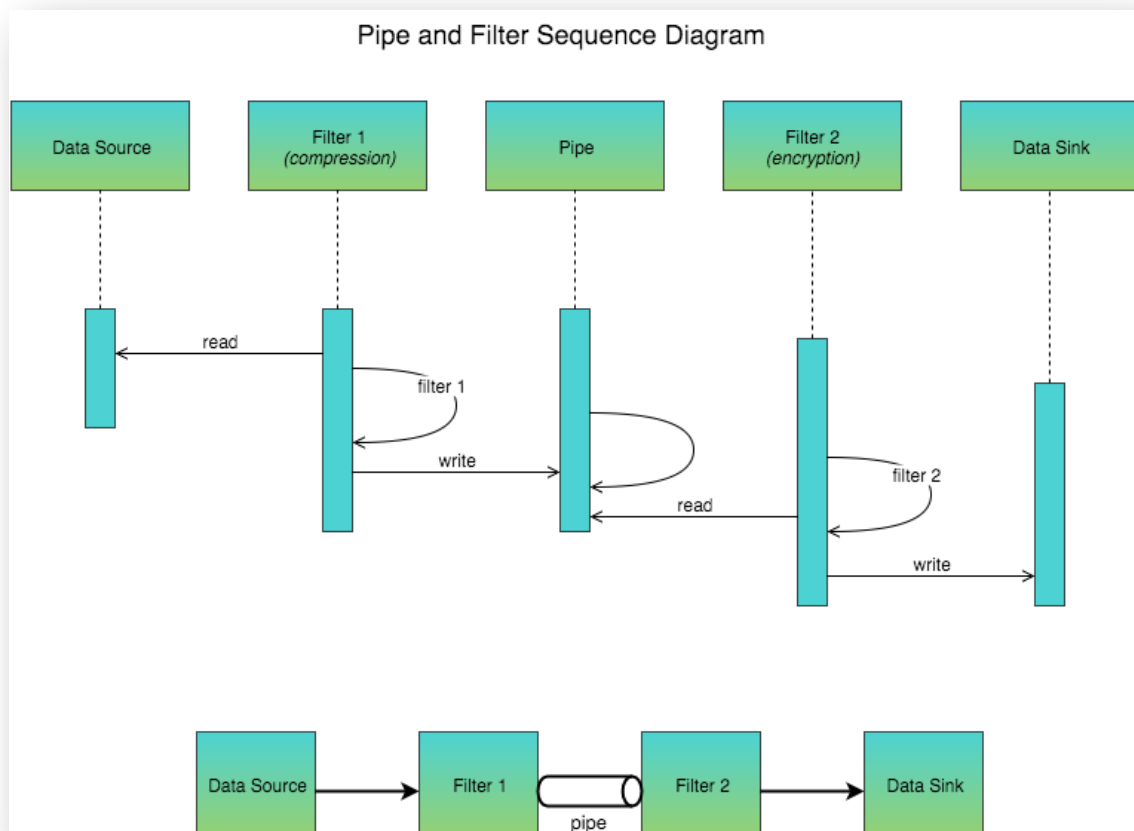 Pipe and Filter Sequence Diagram
Data Source
Filter 1
(compression)
Pipe
Filter 2
(encryption)
Data Sink
read
filter 1
write
filter 2
read
write
Data Source
Filter 1
pipe
Filter 2
Data Sink